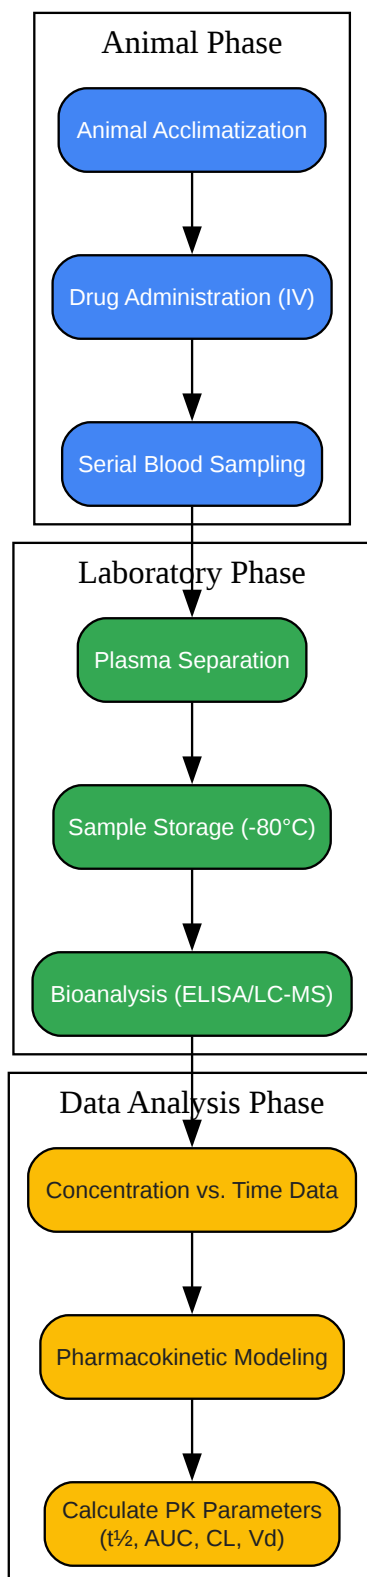 Animal Phase
Animal Acclimatization
Drug Administration (IV)
Serial Blood Sampling
Laboratory Phase
Plasma Separation
Sample Storage (-80°C)
Bioanalysis (ELISA/LC-MS)
Data Analysis Phase
Concentration vs. Time Data
Pharmacokinetic Modeling
Calculate PK Parameters
(t½, AUC, CL, Vd)